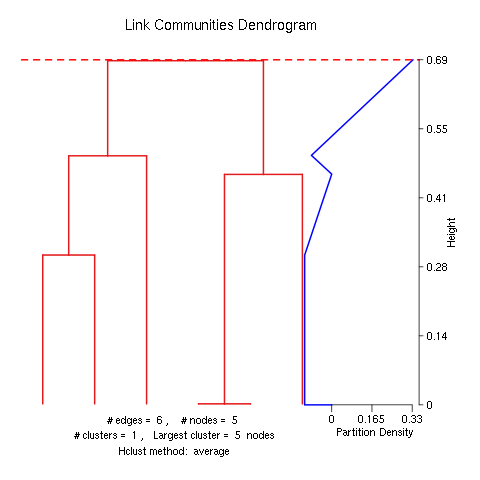 Link Communities Dendrogram
0.69
0.55
0.41
0.28
0.14
0
Height
0 0.165 0.33
Partition Density
# edges = 6 , # nodes = 5
# clusters = 1 , Largest cluster = 5 nodes
Hclust method: average